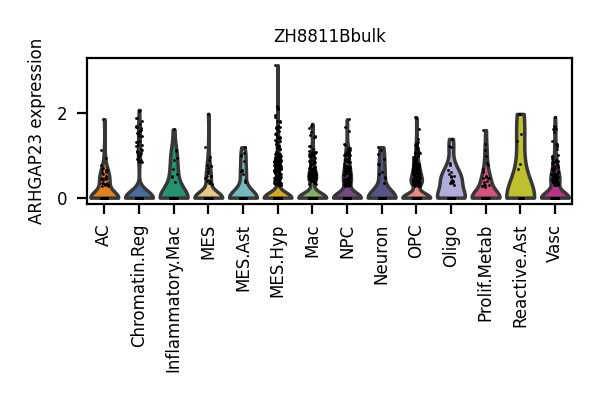 ZH8811Bbulk
ARHGAP23 expression
2
0
AC
Chromatin.Reg
Inflammatory.Mac
MES
MES.Ast
MES.Hyp
Mac
NPC
Neuron
OPC
Oligo
Prolif.Metab
Reactive.Ast
Vasc